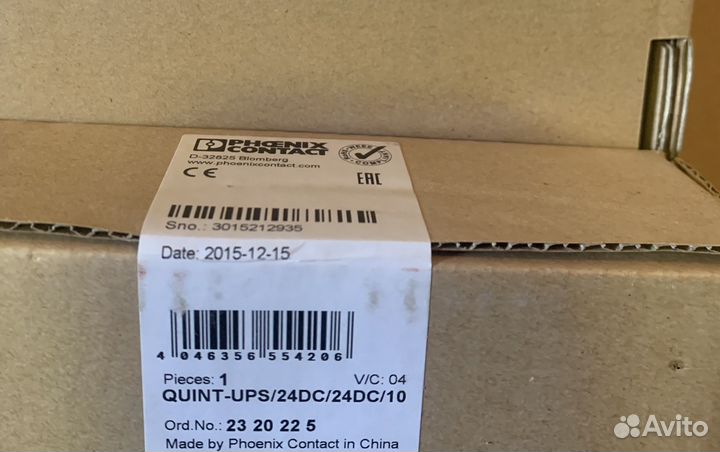 PHŒNIX
CONTACT
D-32825 Blomberg
www.phoenixcontact.com
CE
EAC
Sno.: 3015212935
Date: 2015-12-15
4 046356 554206
Pieces: 1 V/C: 04
QUINT-UPS/24DC/24DC/10
Ord.No.: 23 20 22 5
Made by Phoenix Contact in China
Avito